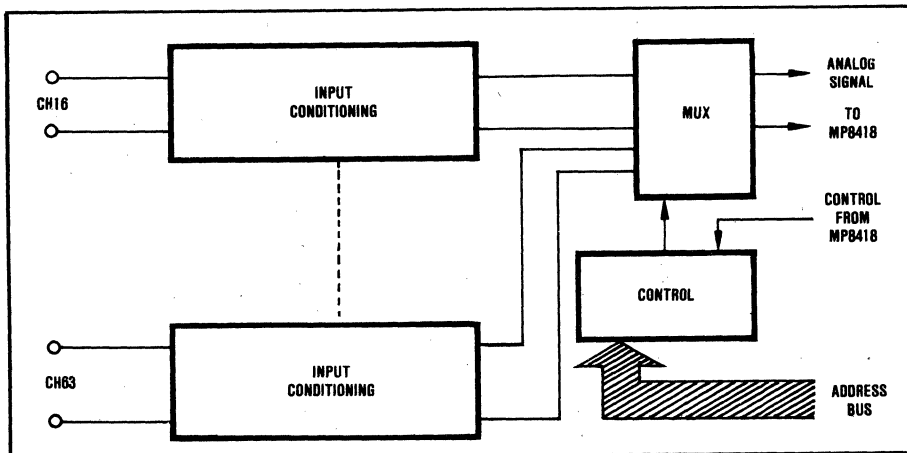 CH16
INPUT
CONDITIONING
MUX
ANALOG
SIGNAL
TO
MP8418
CONTROL
FROM
MP8418
CONTROL
CH63
INPUT
CONDITIONING
ADDRESS
BUS